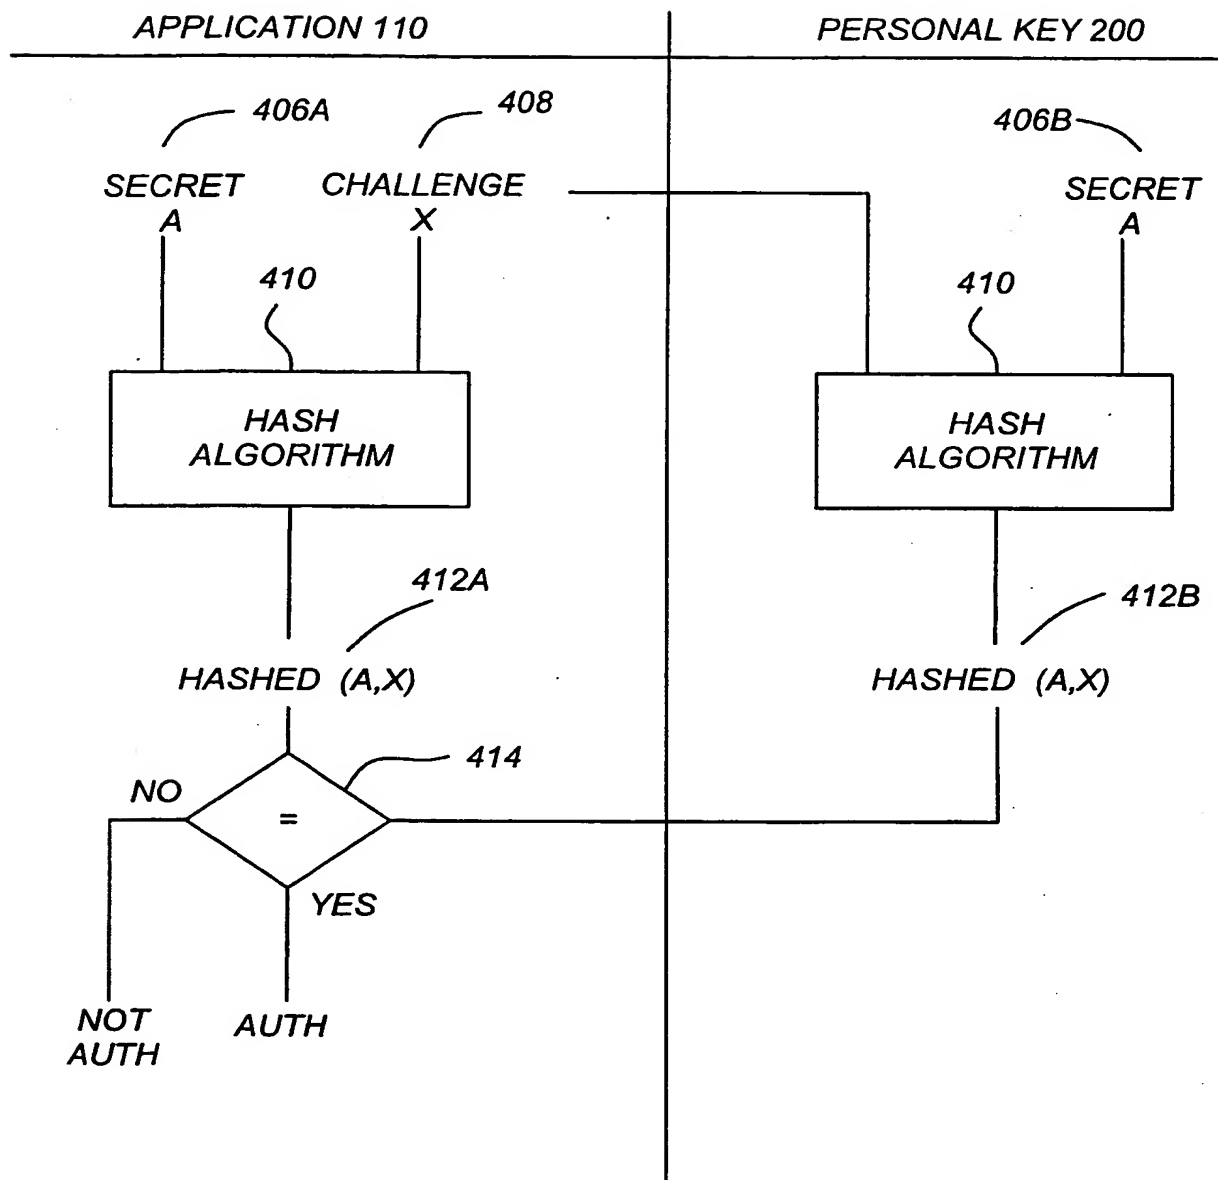 APPLICATION 110
PERSONAL KEY 200
406A
408
406B
SECRET
A
CHALLENGE
X
SECRET
A
410
410
HASH
ALGORITHM
HASH
ALGORITHM
412A
412B
HASHED (A,X)
HASHED (A,X)
414
NO
=
YES
NOT
AUTH
AUTH